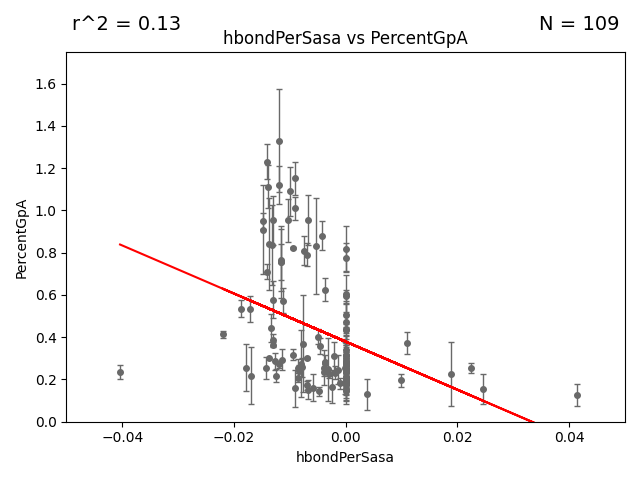 r^2 = 0.13
N = 109
hbondPerSasa vs PercentGpA
1.6
1.4
1.2
1.0
0.8
0.6
0.4
0.2
0.0
PercentGpA
−0.04
−0.02
0.00
0.02
0.04
hbondPerSasa